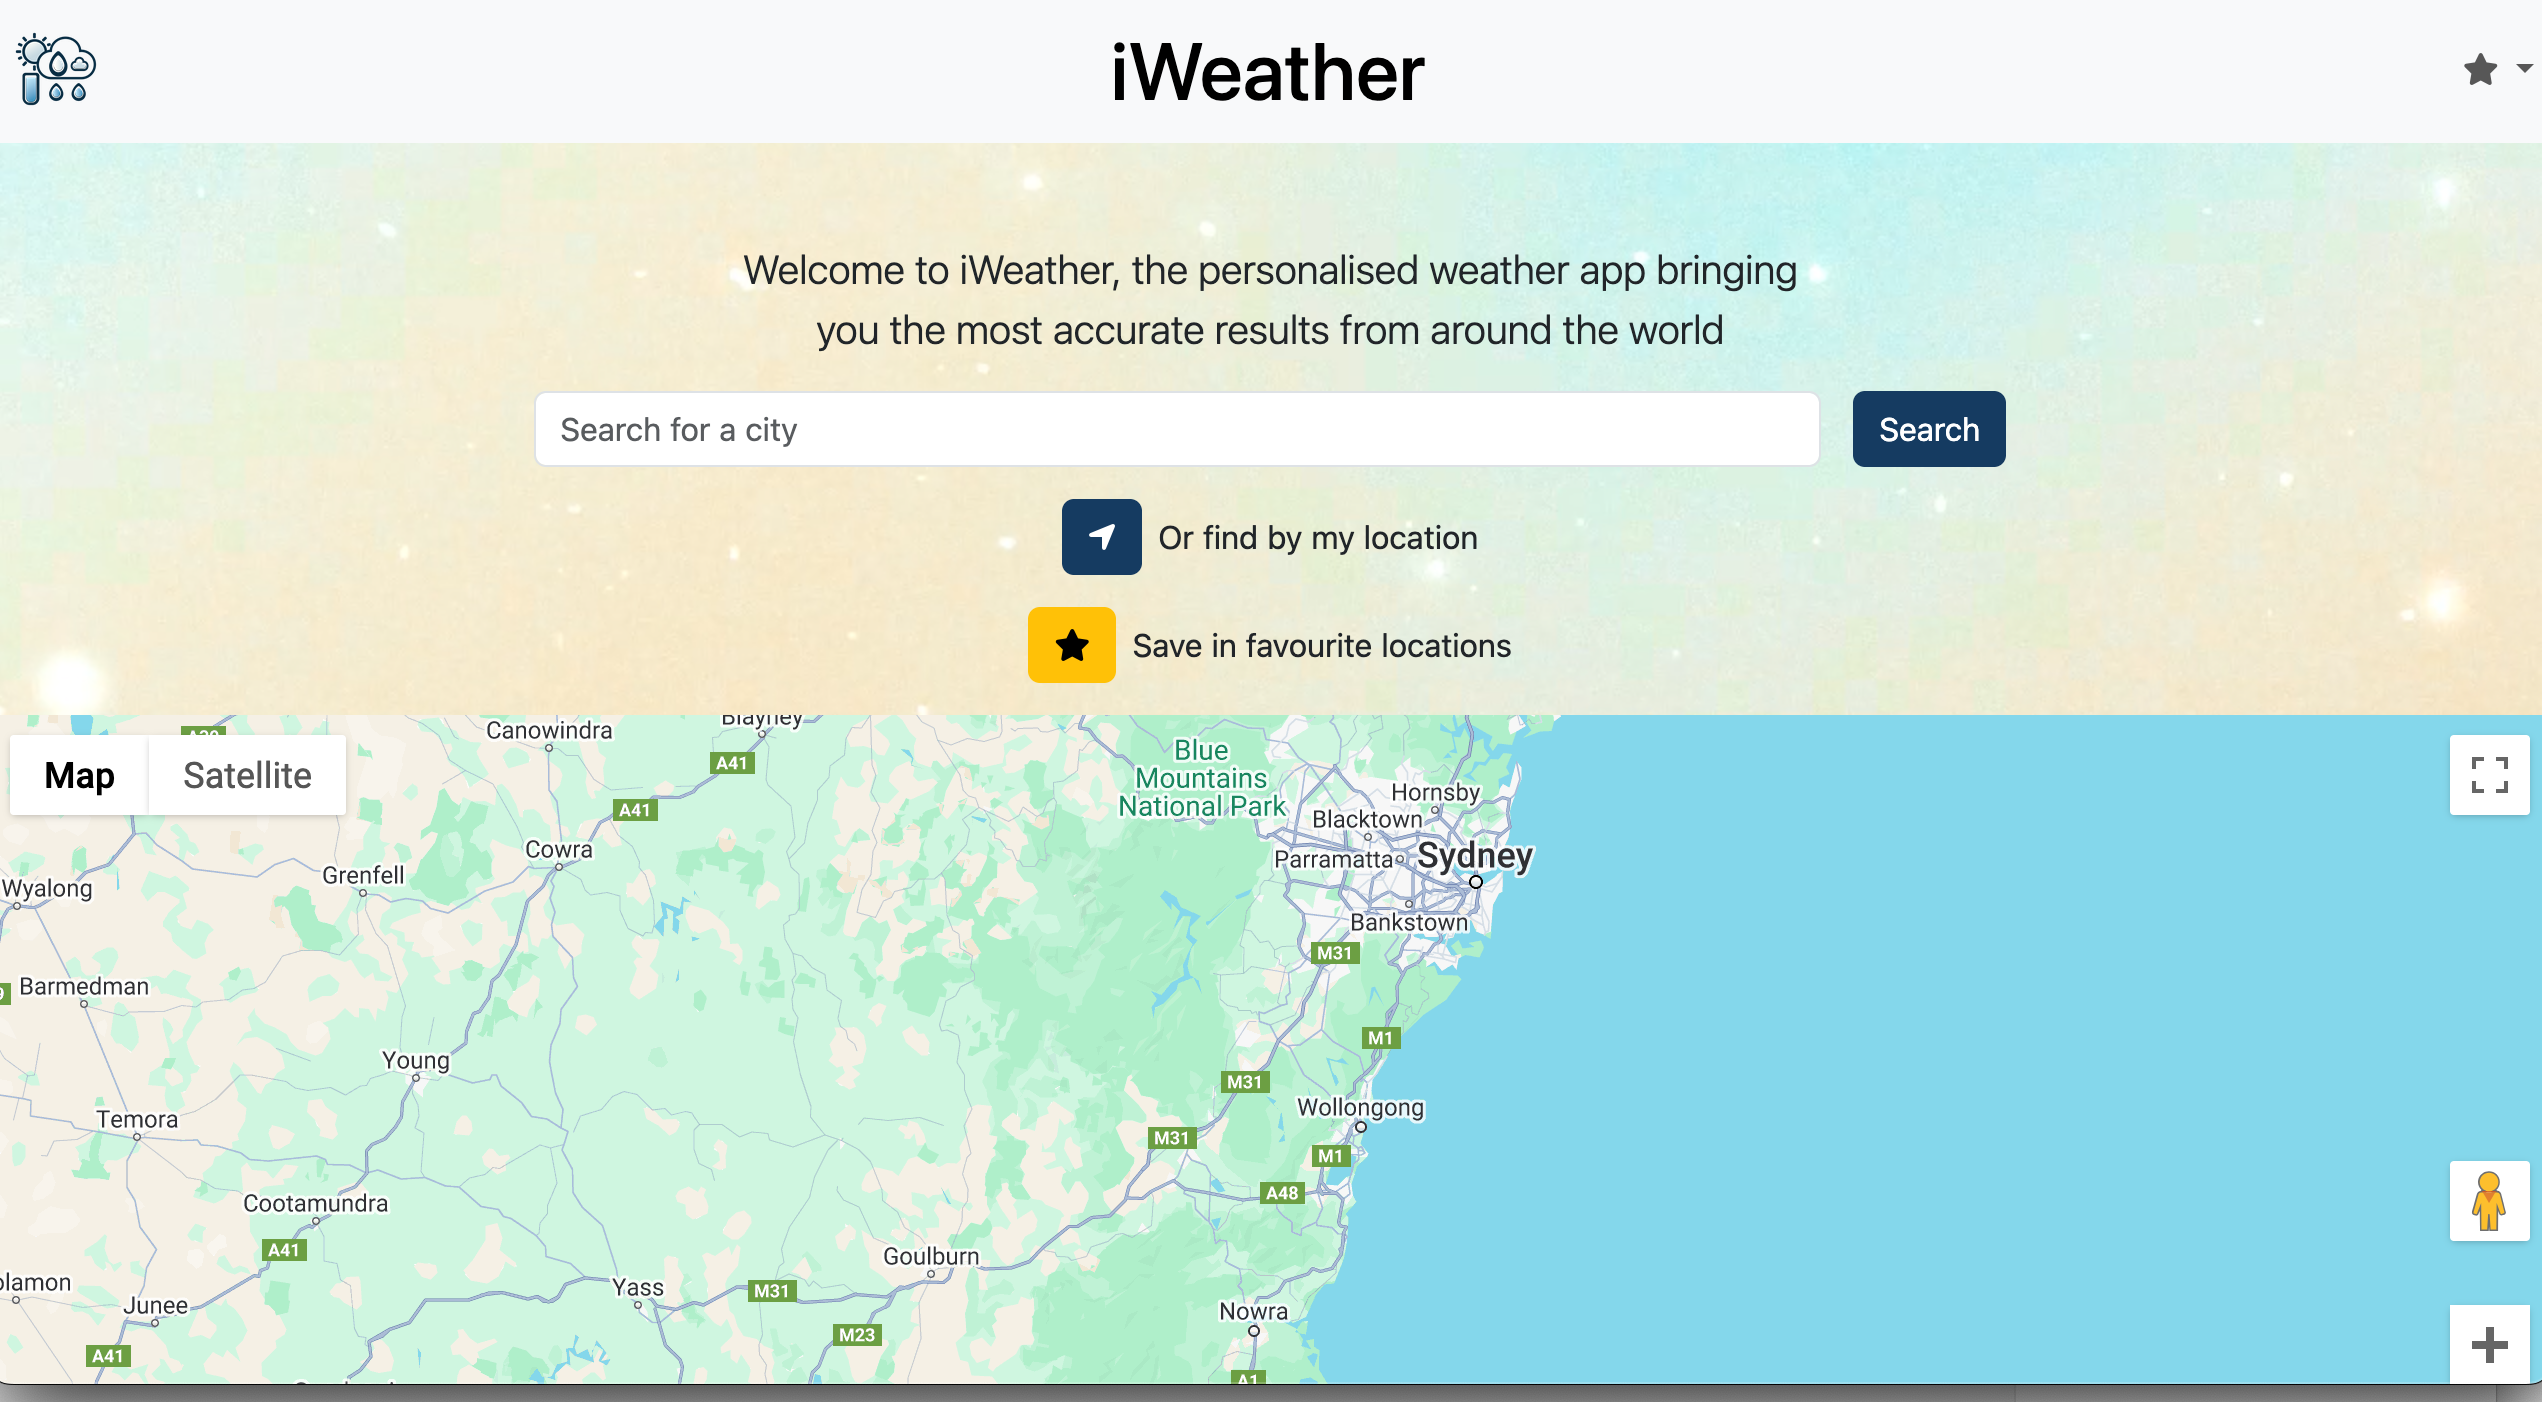 iWeather
Welcome to iWeather, the personalised weather app bringing
you the most accurate results from around the world
Search for a city
Search
Or find by my location
Save in favourite locations
Map
Satellite
Canowindra
Blayney
A39
A41
A41
Blue
Mountains
National Park
Hornsby
Blacktown
Parramatta
Sydney
Bankstown
Cowra
Grenfell
Wyalong
M31
Barmedman
M1
Young
M31
Wollongong
Temora
M31
M1
A48
Cootamundra
A41
Goulburn
Yass
M31
Junee
Nowra
M23
A41
A1